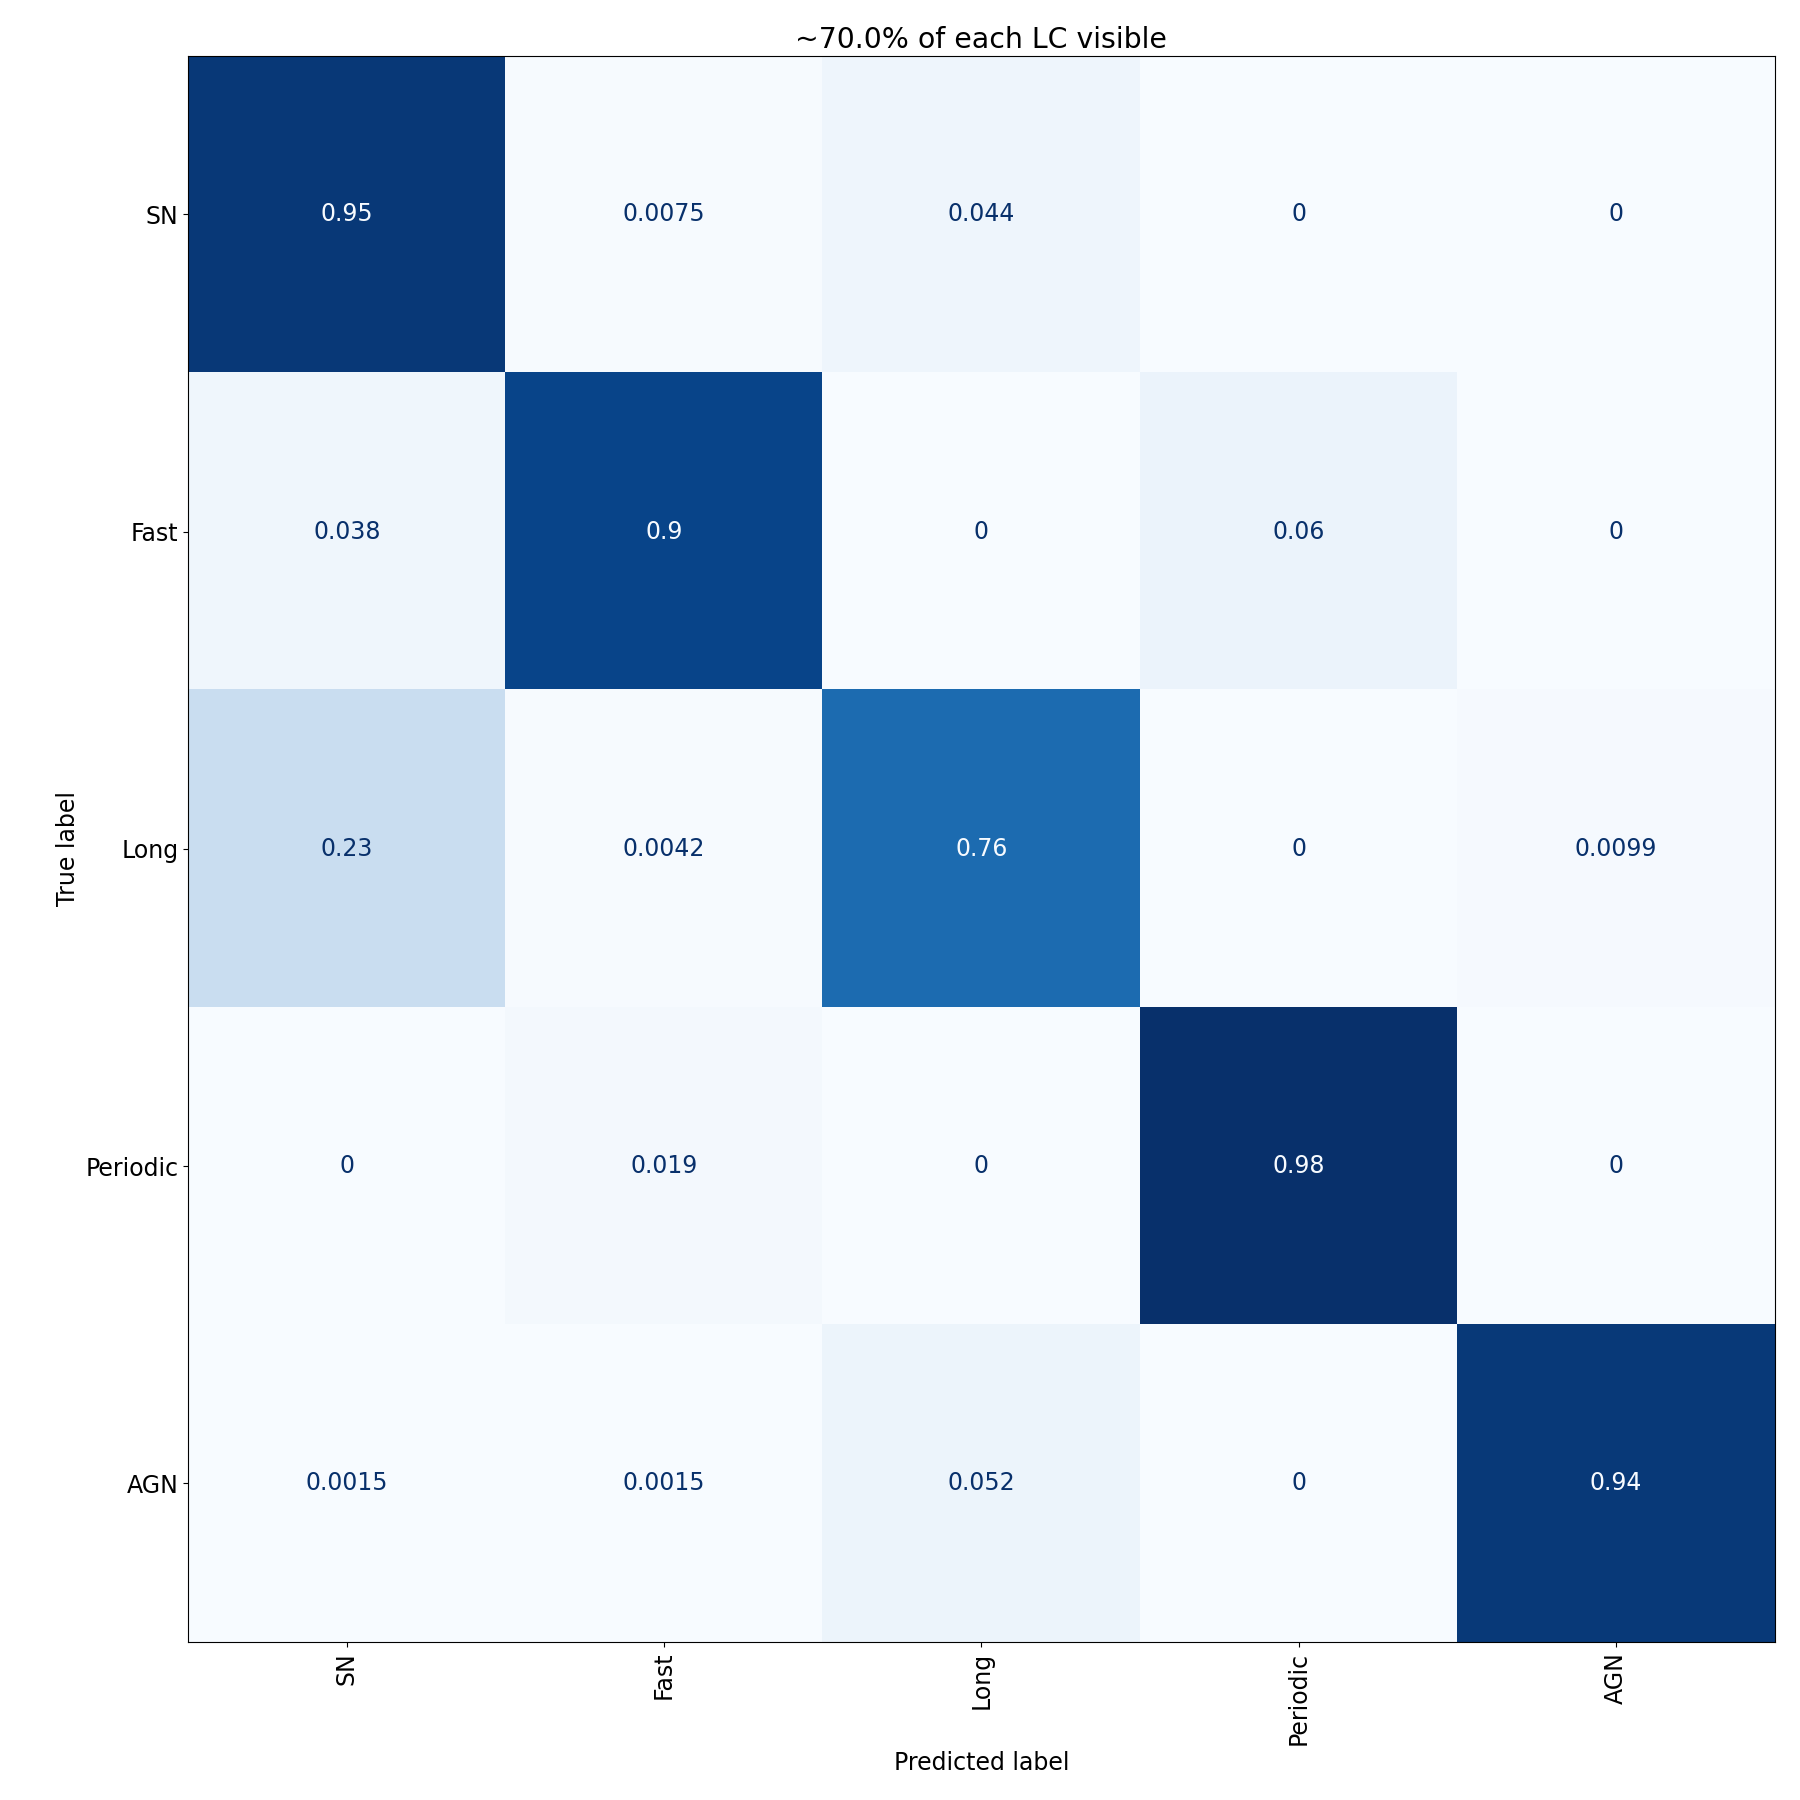 ~70.0% of each LC visible
True label
SN 0.95 0.0075 0.044 0 0
Fast 0.038 0.9 0 0.06 0
Long 0.23 0.0042 0.76 0 0.0099
Periodic 0 0.019 0 0.98 0
AGN 0.0015 0.0015 0.052 0 0.94
SN Fast Long Periodic AGN
Predicted label